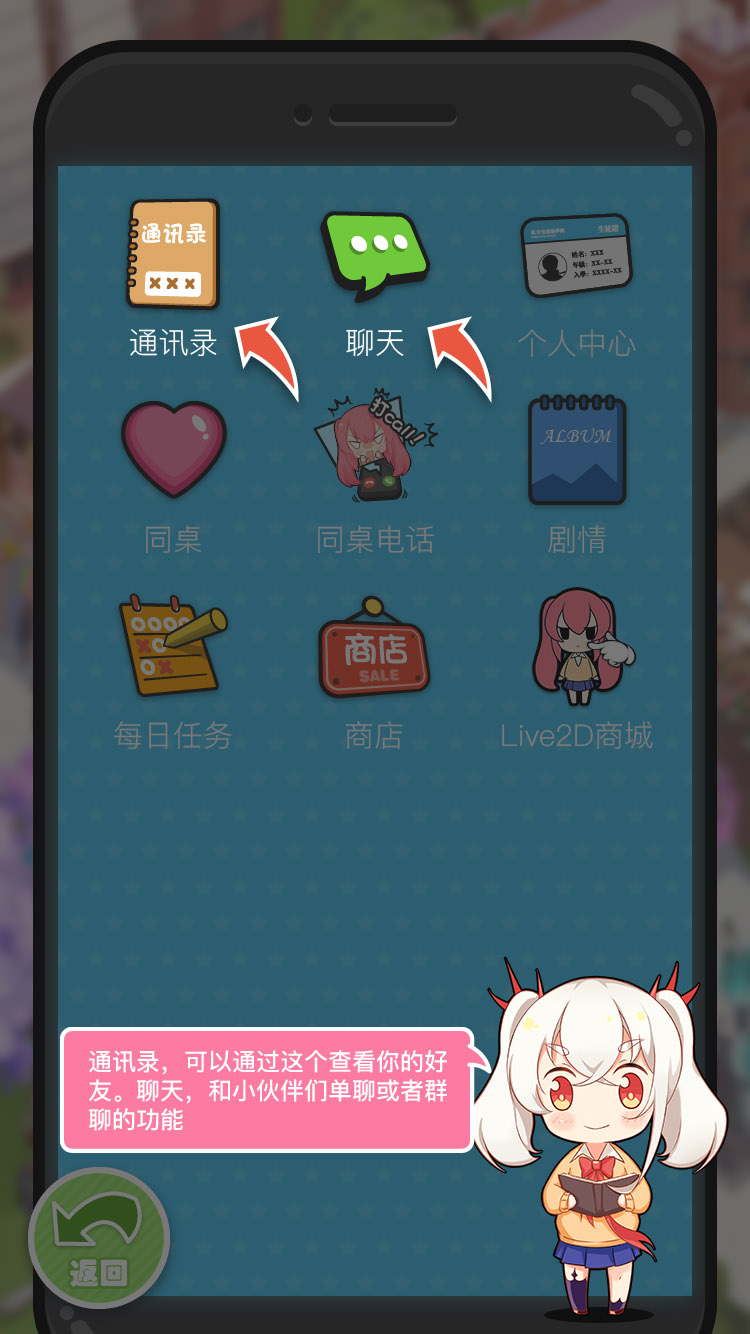 通讯录
生徒證
姓名：XXX
年級：XX-XX
入學：XXXX-XX
通讯录
聊天
个人中心
打call!!
ALBUM
同桌
同桌电话
剧情
商店
SALE
每日任务
商店
Live2D商城
通讯录，可以通过这个查看你的好
友。聊天，和小伙伴们单聊或者群
聊的功能
返回